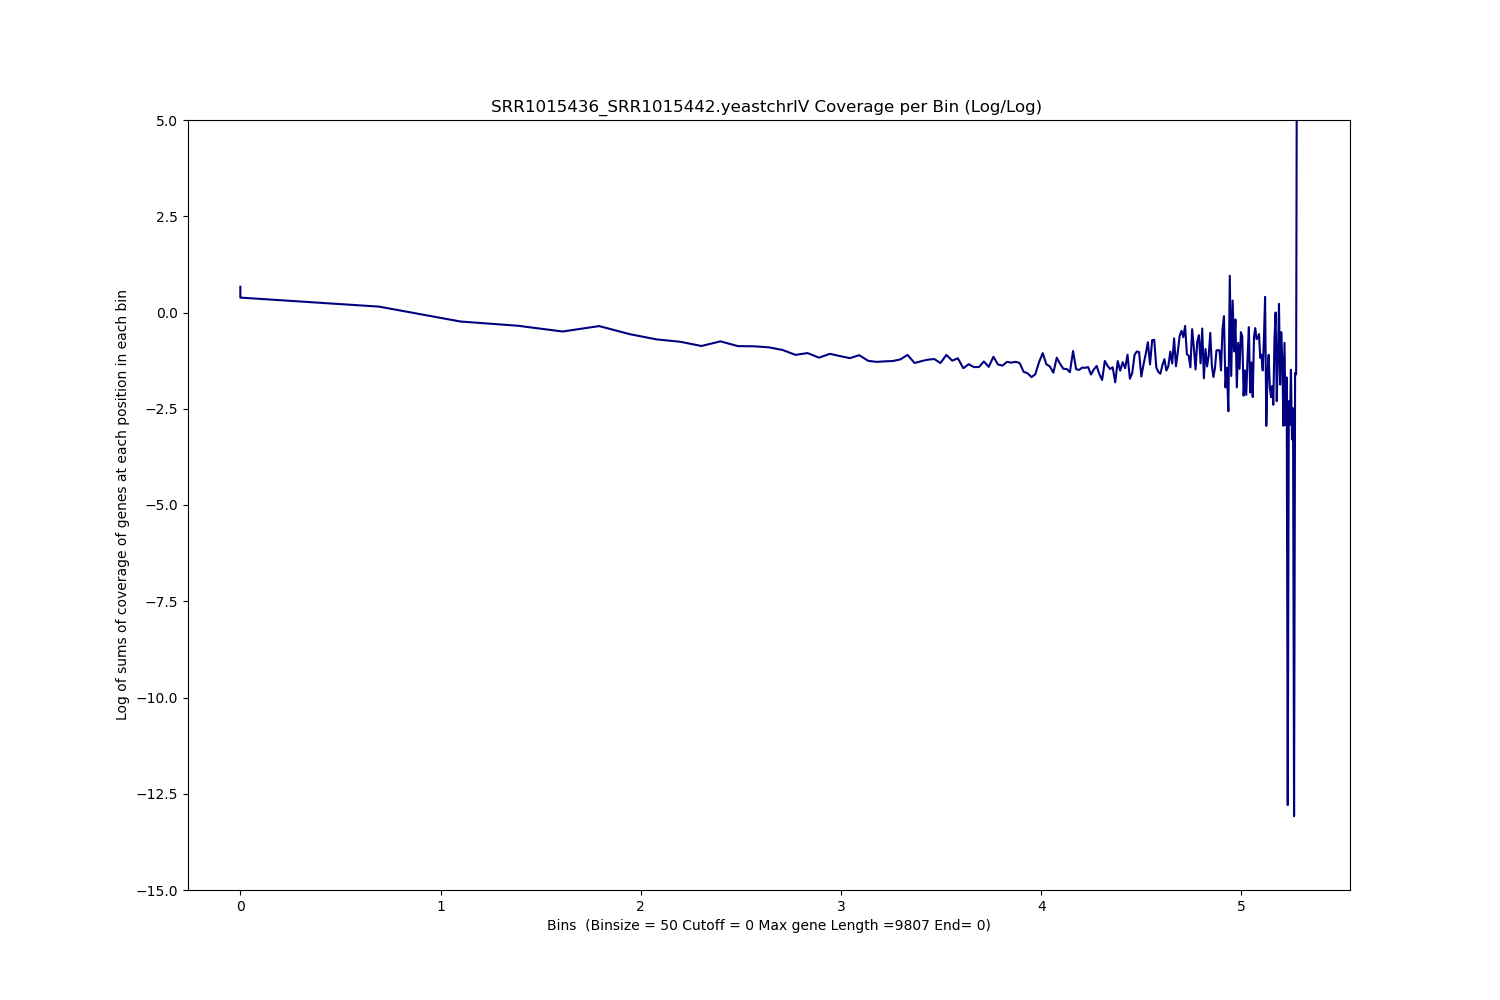 SRR1015436_SRR1015442.yeastchrIV Coverage per Bin (Log/Log)
Log of sums of coverage of genes at each position in each bin
5.0
2.5
0.0
−2.5
−5.0
−7.5
−10.0
−12.5
−15.0
0 1 2 3 4 5
Bins  (Binsize = 50 Cutoff = 0 Max gene Length =9807 End= 0)